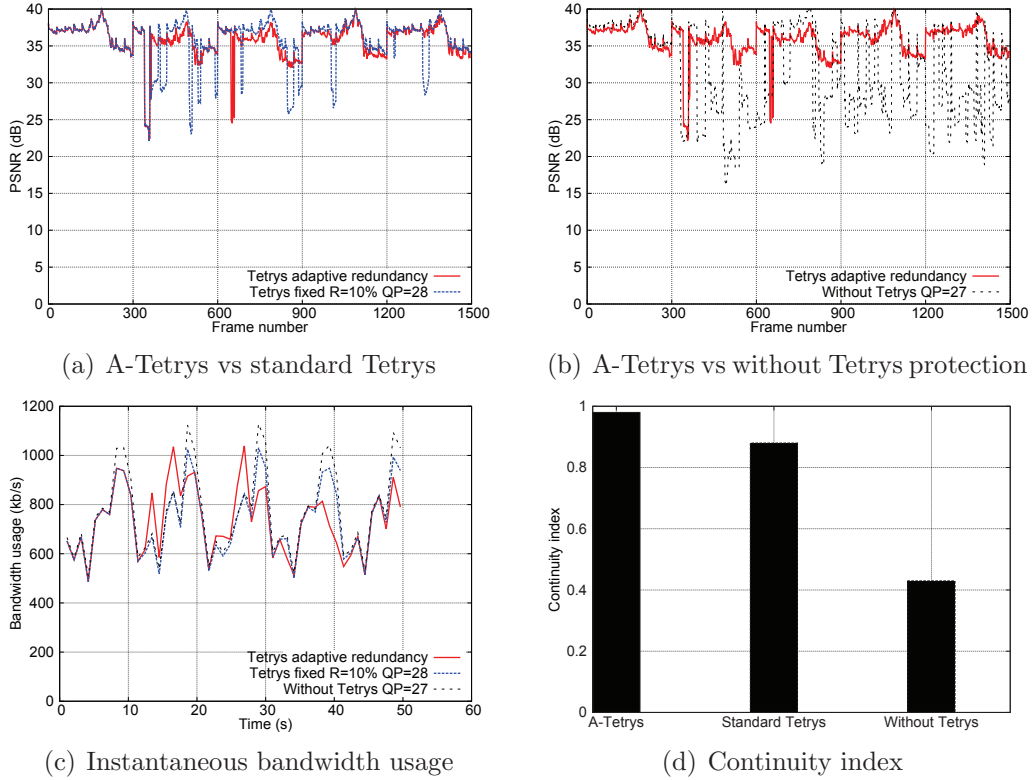 40
35
30
25
20
15
10
5
0
PSNR (dB)
Tetrys adaptive redundancy
Tetrys fixed R=10% QP=28
0 300 600 900 1200 1500
Frame number
(a) A-Tetrys vs standard Tetrys
40
35
30
25
20
15
10
5
0
PSNR (dB)
Tetrys adaptive redundancy
Without Tetrys QP=27
0 300 600 900 1200 1500
Frame number
(b) A-Tetrys vs without Tetrys protection
1200
1000
800
600
400
200
0
Bandwidth usage (kb/s)
Tetrys adaptive redundancy
Tetrys fixed R=10% QP=28
Without Tetrys QP=27
0 10 20 30 40 50 60
Time (s)
(c) Instantaneous bandwidth usage
1
0.8
0.6
0.4
0.2
0
Continuity index
A-Tetrys Standard Tetrys Without Tetrys
(d) Continuity index